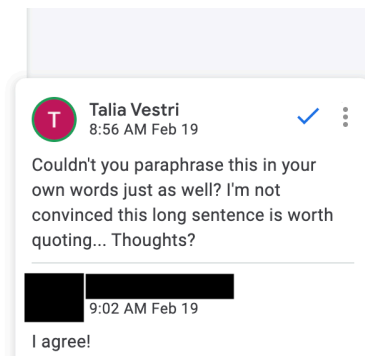 T
Talia Vestri
8:56 AM Feb 19
Couldn't you paraphrase this in your
own words just as well? I'm not
convinced this long sentence is worth
quoting... Thoughts?
9:02 AM Feb 19
I agree!